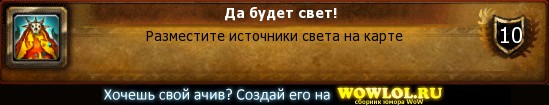 Да будет свет!
Разместите источники света на карте
10
Хочешь свой ачив? Создай его на WOWLOL.RU
сборник юмора WoW